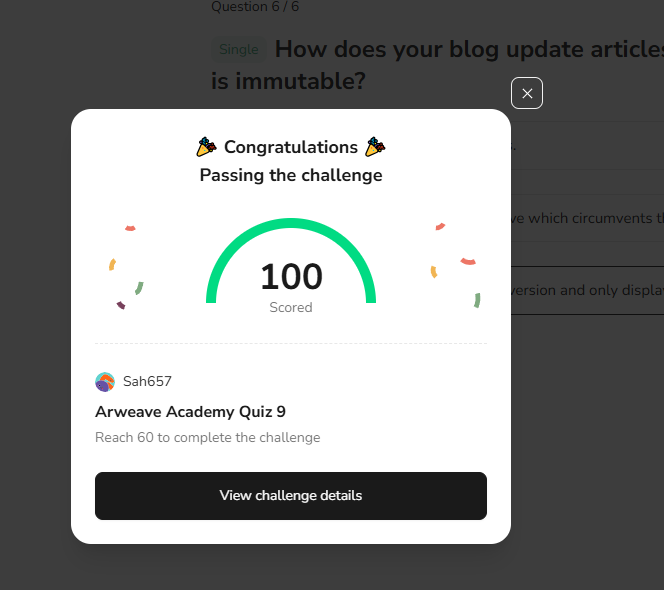 Question 6 / 6
Single How does your blog update articles
is immutable?
Congratulations
Passing the challenge
ve which circumvents
100
version and only
Scored
Sah657
Arweave Academy Quiz 9
Reach 60 to complete the challenge
View challenge details